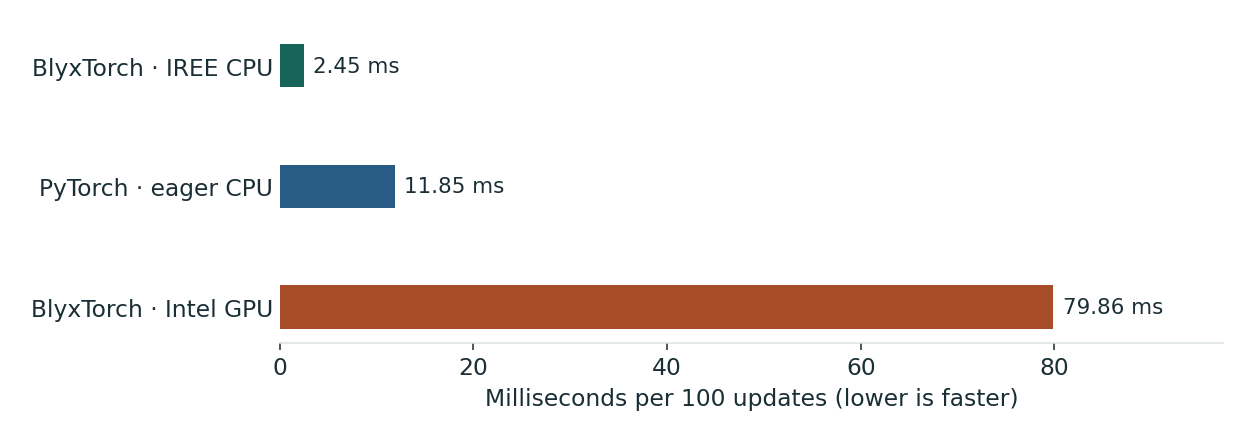 BlyxTorch · IREE CPU 2.45 ms
PyTorch · eager CPU 11.85 ms
BlyxTorch · Intel GPU 79.86 ms
0 20 40 60 80
Milliseconds per 100 updates (lower is faster)